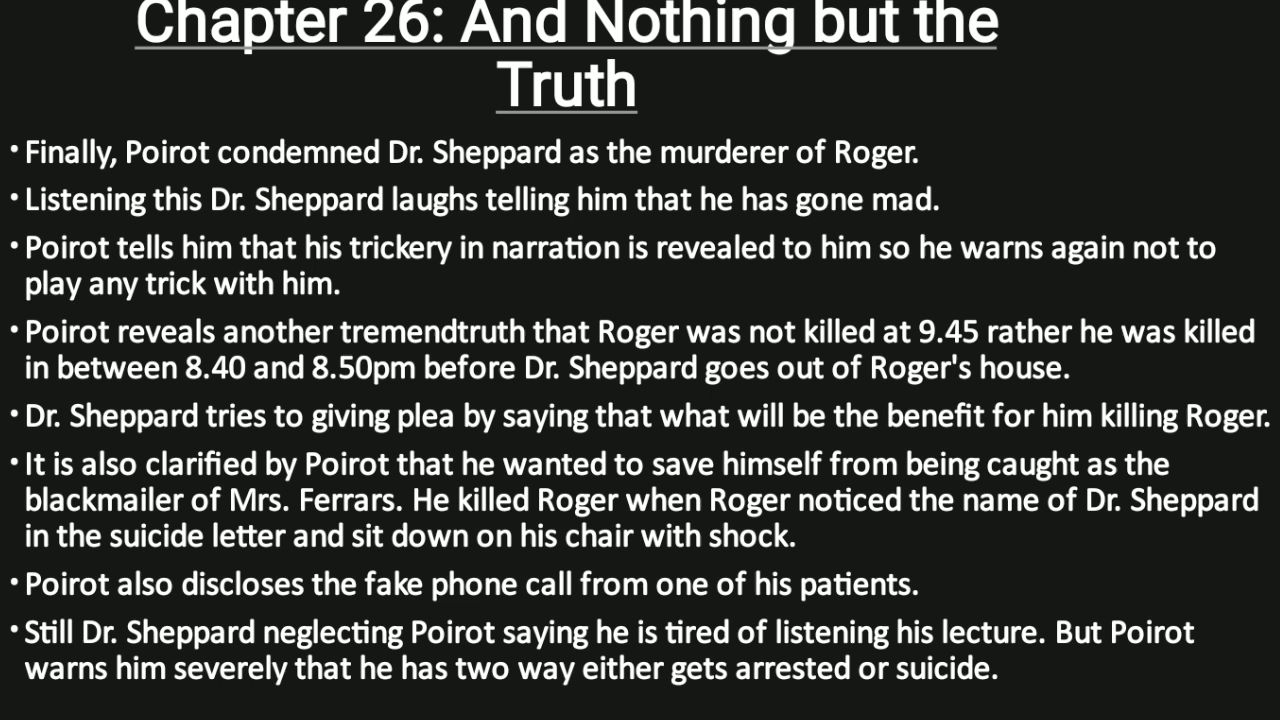 Chapter 26: And Nothing but the
Truth
• Finally, Poirot condemned Dr. Sheppard as the murderer of Roger.
• Listening this Dr. Sheppard laughs telling him that he has gone mad.
• Poirot tells him that his trickery in narration is revealed to him so he warns again not to
play any trick with him.
• Poirot reveals another tremendtruth that Roger was not killed at 9.45 rather he was killed
in between 8.40 and 8.50pm before Dr. Sheppard goes out of Roger's house.
• Dr. Sheppard tries to giving plea by saying that what will be the benefit for him killing Roger.
• It is also clarified by Poirot that he wanted to save himself from being caught as the
blackmailer of Mrs. Ferrars. He killed Roger when Roger noticed the name of Dr. Sheppard
in the suicide letter and sit down on his chair with shock.
• Poirot also discloses the fake phone call from one of his patients.
• Still Dr. Sheppard neglecting Poirot saying he is tired of listening his lecture. But Poirot
warns him severely that he has two way either gets arrested or suicide.